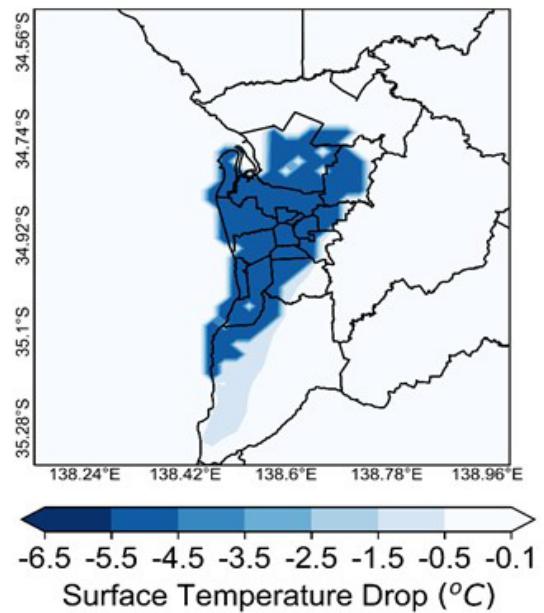 34.56°S
34.74°S
34.92°S
35.1°S
35.28°S
138.24°E 138.42°E 138.6°E 138.78°E 138.96°E
-6.5 -5.5 -4.5 -3.5 -2.5 -1.5 -0.5 -0.1
Surface Temperature Drop (°C)